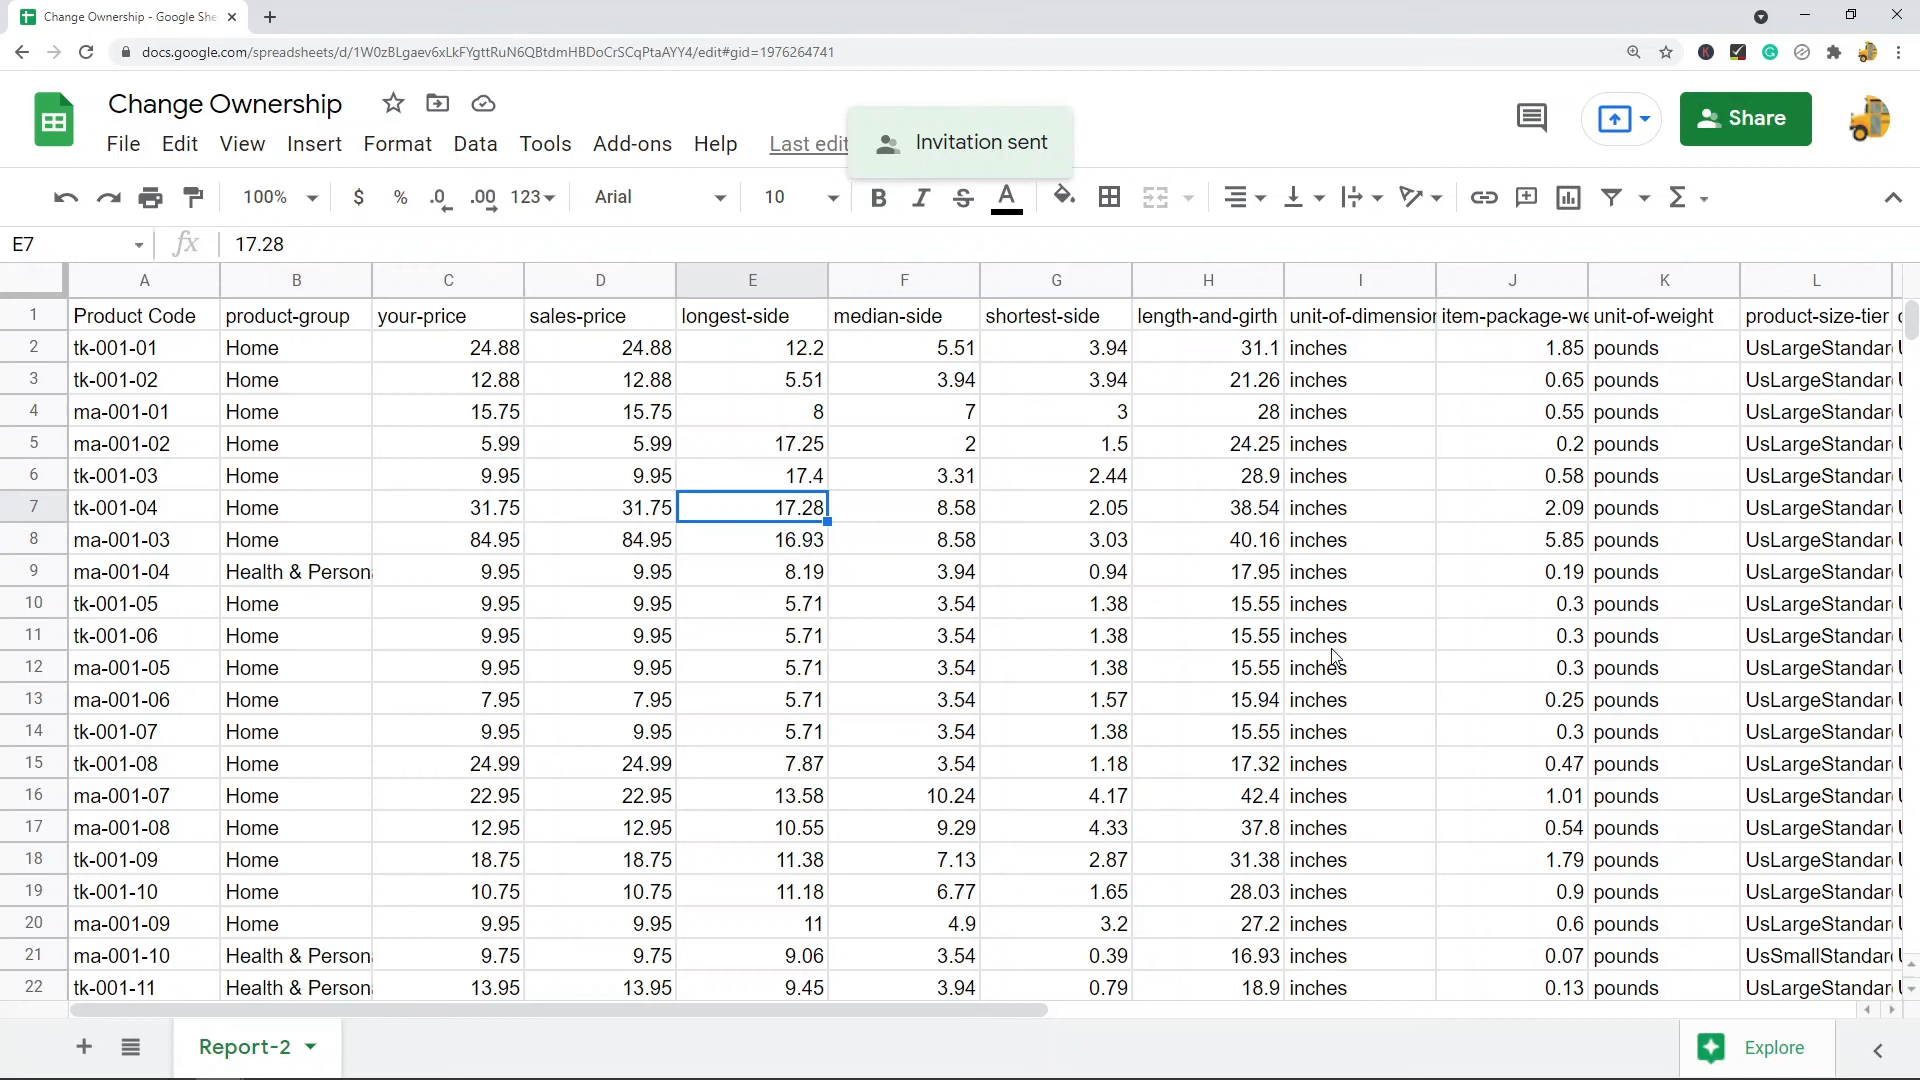 Change Ownership - Google She
docs.google.com/spreadsheets/d/1W0zBLgaev6xLkFYgttRuN6QBtdmHBDoCrSCqPtaAYY4/edit#gid=1976264741
Change Ownership
Invitation sent
Share
File Edit View Insert Format Data Tools Add-ons Help Last edit
100% $ % .0 .00 123 Arial 10 B I S A
E7 fx 17.28
A B C D E F G H I J K L
1 Product Code product-group your-price sales-price longest-side median-side shortest-side length-and-girth unit-of-dimension item-package-we unit-of-weight product-size-tier
2 tk-001-01 Home 24.88 24.88 12.2 5.51 3.94 31.1 inches 1.85 pounds UsLargeStandar
3 tk-001-02 Home 12.88 12.88 5.51 3.94 3.94 21.26 inches 0.65 pounds UsLargeStandar
4 ma-001-01 Home 15.75 15.75 8 7 3 28 inches 0.55 pounds UsLargeStandar
5 ma-001-02 Home 5.99 5.99 17.25 2 1.5 24.25 inches 0.2 pounds UsLargeStandar
6 tk-001-03 Home 9.95 9.95 17.4 3.31 2.44 28.9 inches 0.58 pounds UsLargeStandar
7 tk-001-04 Home 31.75 31.75 17.28 8.58 2.05 38.54 inches 2.09 pounds UsLargeStandar
8 ma-001-03 Home 84.95 84.95 16.93 8.58 3.03 40.16 inches 5.85 pounds UsLargeStandar
9 ma-001-04 Health & Person 9.95 9.95 8.19 3.94 0.94 17.95 inches 0.19 pounds UsLargeStandar
10 tk-001-05 Home 9.95 9.95 5.71 3.54 1.38 15.55 inches 0.3 pounds UsLargeStandar
11 tk-001-06 Home 9.95 9.95 5.71 3.54 1.38 15.55 inches 0.3 pounds UsLargeStandar
12 ma-001-05 Home 9.95 9.95 5.71 3.54 1.38 15.55 inches 0.3 pounds UsLargeStandar
13 ma-001-06 Home 7.95 7.95 5.71 3.54 1.57 15.94 inches 0.25 pounds UsLargeStandar
14 tk-001-07 Home 9.95 9.95 5.71 3.54 1.38 15.55 inches 0.3 pounds UsLargeStandar
15 tk-001-08 Home 24.99 24.99 7.87 3.54 1.18 17.32 inches 0.47 pounds UsLargeStandar
16 ma-001-07 Home 22.95 22.95 13.58 10.24 4.17 42.4 inches 1.01 pounds UsLargeStandar
17 ma-001-08 Home 12.95 12.95 10.55 9.29 4.33 37.8 inches 0.54 pounds UsLargeStandar
18 tk-001-09 Home 18.75 18.75 11.38 7.13 2.87 31.38 inches 1.79 pounds UsLargeStandar
19 tk-001-10 Home 10.75 10.75 11.18 6.77 1.65 28.03 inches 0.9 pounds UsLargeStandar
20 ma-001-09 Home 9.95 9.95 11 4.9 3.2 27.2 inches 0.6 pounds UsLargeStandar
21 ma-001-10 Health & Person 9.75 9.75 9.06 3.54 0.39 16.93 inches 0.07 pounds UsSmallStandar
22 tk-001-11 Health & Person 13.95 13.95 9.45 3.94 0.79 18.9 inches 0.13 pounds UsLargeStandar
Report-2
Explore